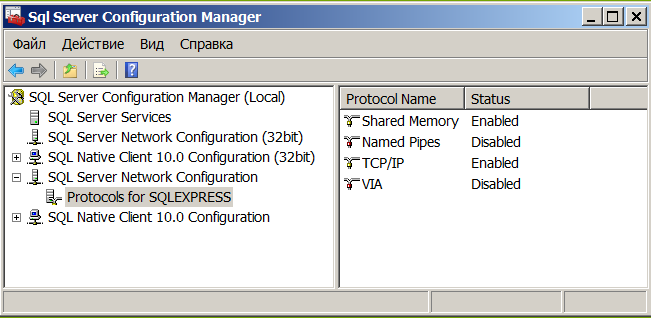 Sql Server Configuration Manager
Файл Действие Вид Справка
SQL Server Configuration Manager (Local)
SQL Server Services
SQL Server Network Configuration (32bit)
SQL Native Client 10.0 Configuration (32bit)
SQL Server Network Configuration
Protocols for SQLEXPRESS
SQL Native Client 10.0 Configuration
Protocol Name Status
Shared Memory Enabled
Named Pipes Disabled
TCP/IP Enabled
VIA Disabled